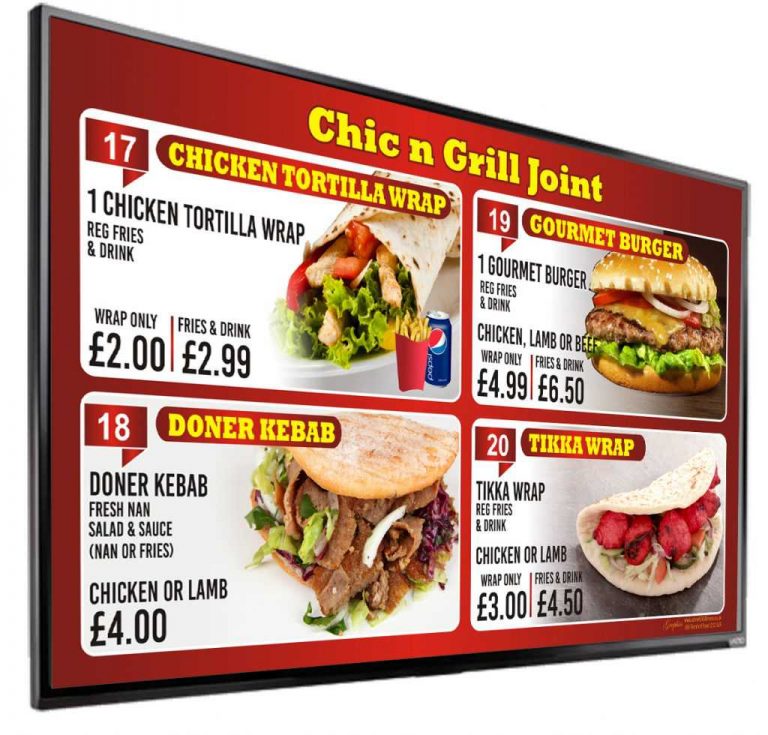 Chic n Grill Joint
17
CHICKEN TORTILLA WRAP
1 CHICKEN TORTILLA WRAP
REG FRIES
& DRINK
WRAP ONLY
FRIES & DRINK
£2.00
£2.99
pepsi
19
GOURMET BURGER
1 GOURMET BURGER
REG FRIES
& DRINK
CHICKEN, LAMB OR BEEF
WRAP ONLY
FRIES & DRINK
£4.99
£6.50
18
DONER KEBAB
DONER KEBAB
FRESH NAN
SALAD & SAUCE
(NAN OR FRIES)
CHICKEN OR LAMB
£4.00
20
TIKKA WRAP
TIKKA WRAP
REG FRIES
& DRINK
CHICKEN OR LAMB
WRAP ONLY
FRIES & DRINK
£3.00
£4.50
Graphic
VIZIO